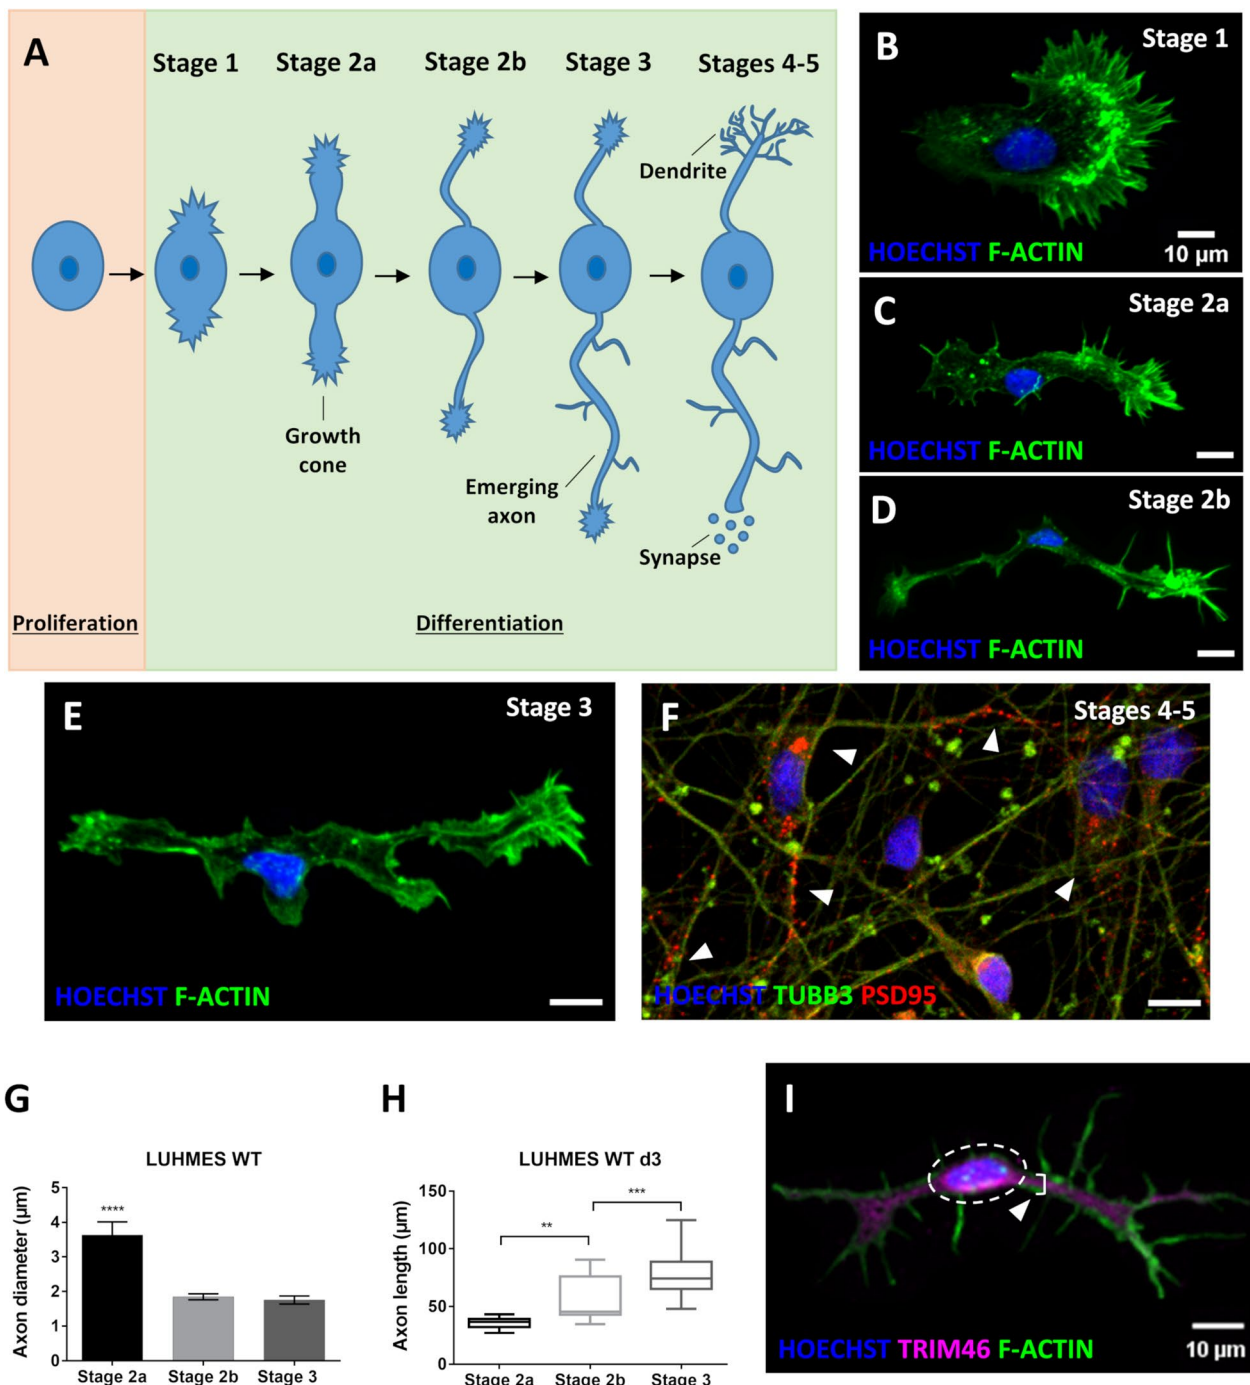 A
Stage 1
Stage 2a
Stage 2b
Stage 3
Stages 4-5
Dendrite
Growth
cone
Emerging
axon
Synapse
Proliferation
Differentiation
B
Stage 1
HOECHST F-ACTIN
10 µm
C
Stage 2a
HOECHST F-ACTIN
D
Stage 2b
HOECHST F-ACTIN
E
Stage 3
HOECHST F-ACTIN
F
Stages 4-5
HOECHST TUBB3 PSD95
G
LUHMES WT
Axon diameter (µm)
5
4
3
2
1
0
****
Stage 2a
Stage 2b
Stage 3
H
LUHMES WT d3
Axon length (µm)
150
100
50
0
**
***
Stage 2a
Stage 2b
Stage 3
I
HOECHST TRIM46 F-ACTIN
10 µm